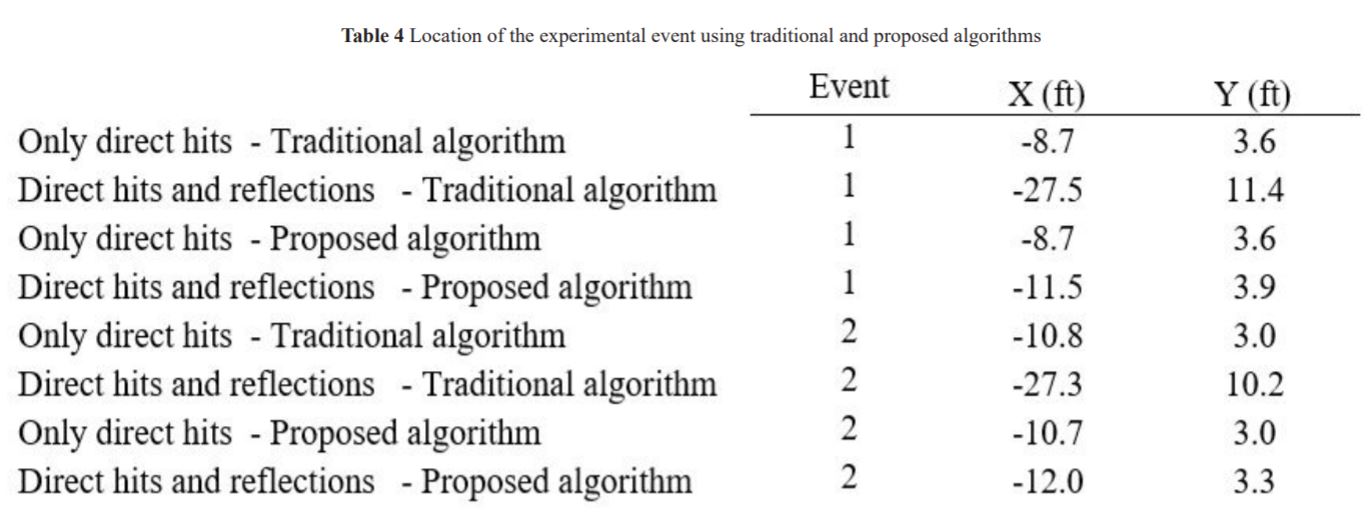 Table 4 Location of the experimental event using traditional and proposed algorithms
Event X (ft) Y (ft)
Only direct hits - Traditional algorithm 1 -8.7 3.6
Direct hits and reflections - Traditional algorithm 1 -27.5 11.4
Only direct hits - Proposed algorithm 1 -8.7 3.6
Direct hits and reflections - Proposed algorithm 1 -11.5 3.9
Only direct hits - Traditional algorithm 2 -10.8 3.0
Direct hits and reflections - Traditional algorithm 2 -27.3 10.2
Only direct hits - Proposed algorithm 2 -10.7 3.0
Direct hits and reflections - Proposed algorithm 2 -12.0 3.3